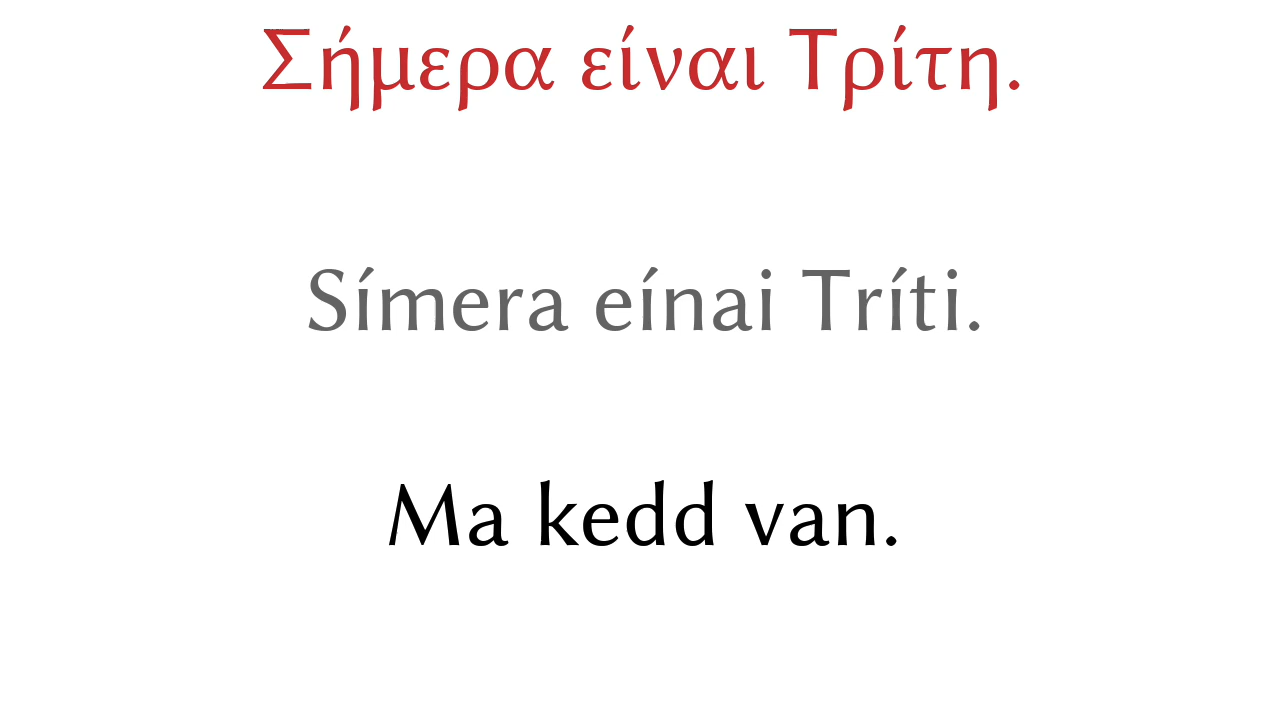 Σήμερα είναι Τρίτη.
Símera eínai Tríti.
Ma kedd van.